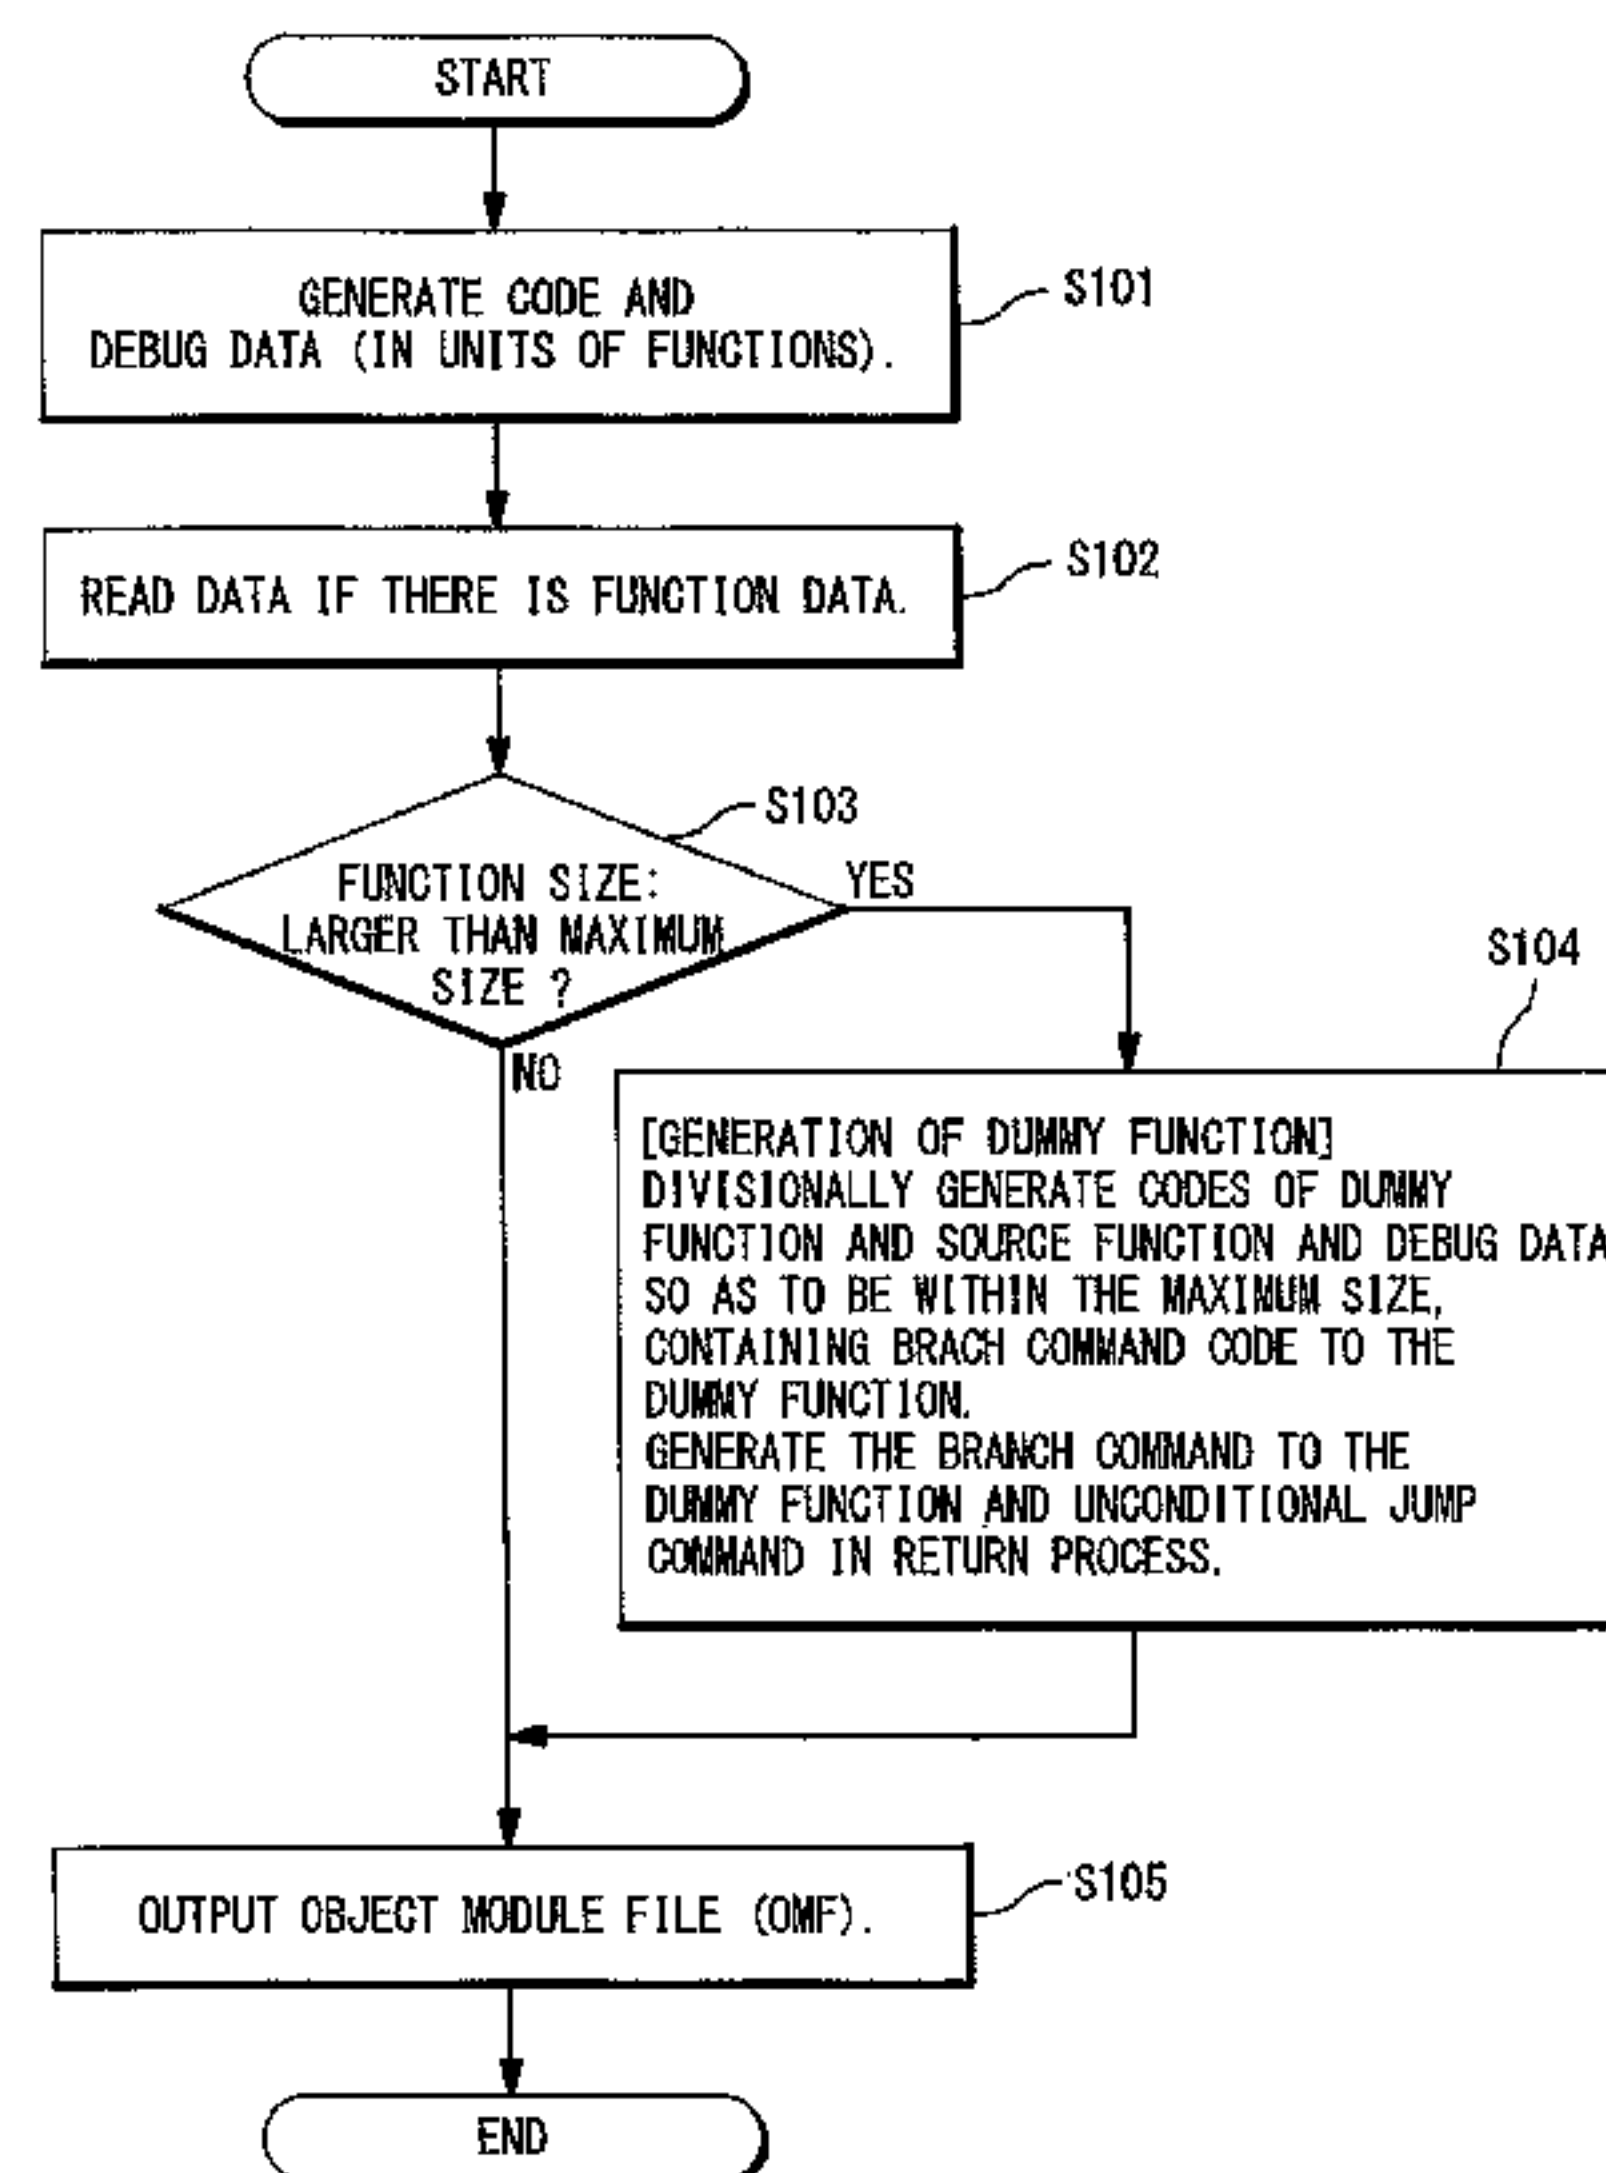 START
GENERATE CODE AND
DEBUG DATA (IN UNITS OF FUNCTIONS).
S101
READ DATA IF THERE IS FUNCTION DATA.
S102
S103
FUNCTION SIZE:
LARGER THAN MAXIMUM
SIZE ?
YES
NO
S104
[GENERATION OF DUMMY FUNCTION]
DIVISIONALLY GENERATE CODES OF DUMMY
FUNCTION AND SOURCE FUNCTION AND DEBUG DATA
SO AS TO BE WITHIN THE MAXIMUM SIZE,
CONTAINING BRACH COMMAND CODE TO THE
DUMMY FUNCTION.
GENERATE THE BRANCH COMMAND TO THE
DUMMY FUNCTION AND UNCONDITIONAL JUMP
COMMAND IN RETURN PROCESS.
OUTPUT OBJECT MODULE FILE (OMF).
S105
END